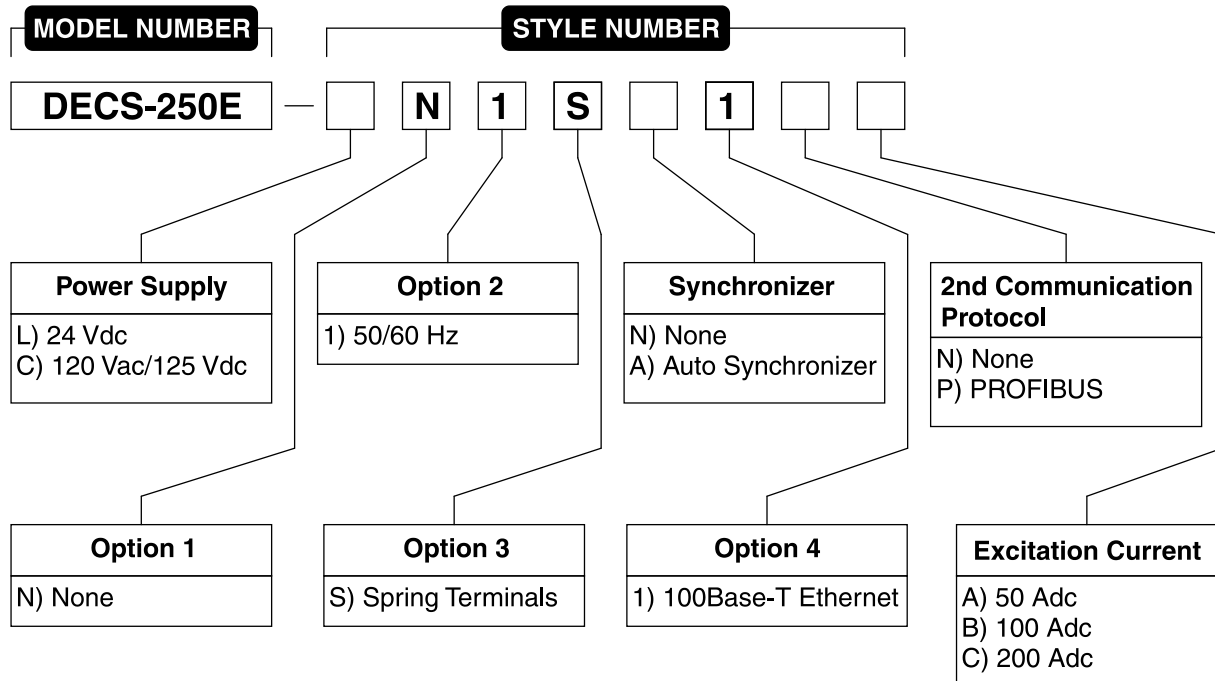 MODEL NUMBER
STYLE NUMBER
DECS-250E — N 1 S 1
Power Supply
L) 24 Vdc
C) 120 Vac/125 Vdc
Option 2
1) 50/60 Hz
Synchronizer
N) None
A) Auto Synchronizer
2nd Communication
Protocol
N) None
P) PROFIBUS
Option 1
N) None
Option 3
S) Spring Terminals
Option 4
1) 100Base-T Ethernet
Excitation Current
A) 50 Adc
B) 100 Adc
C) 200 Adc